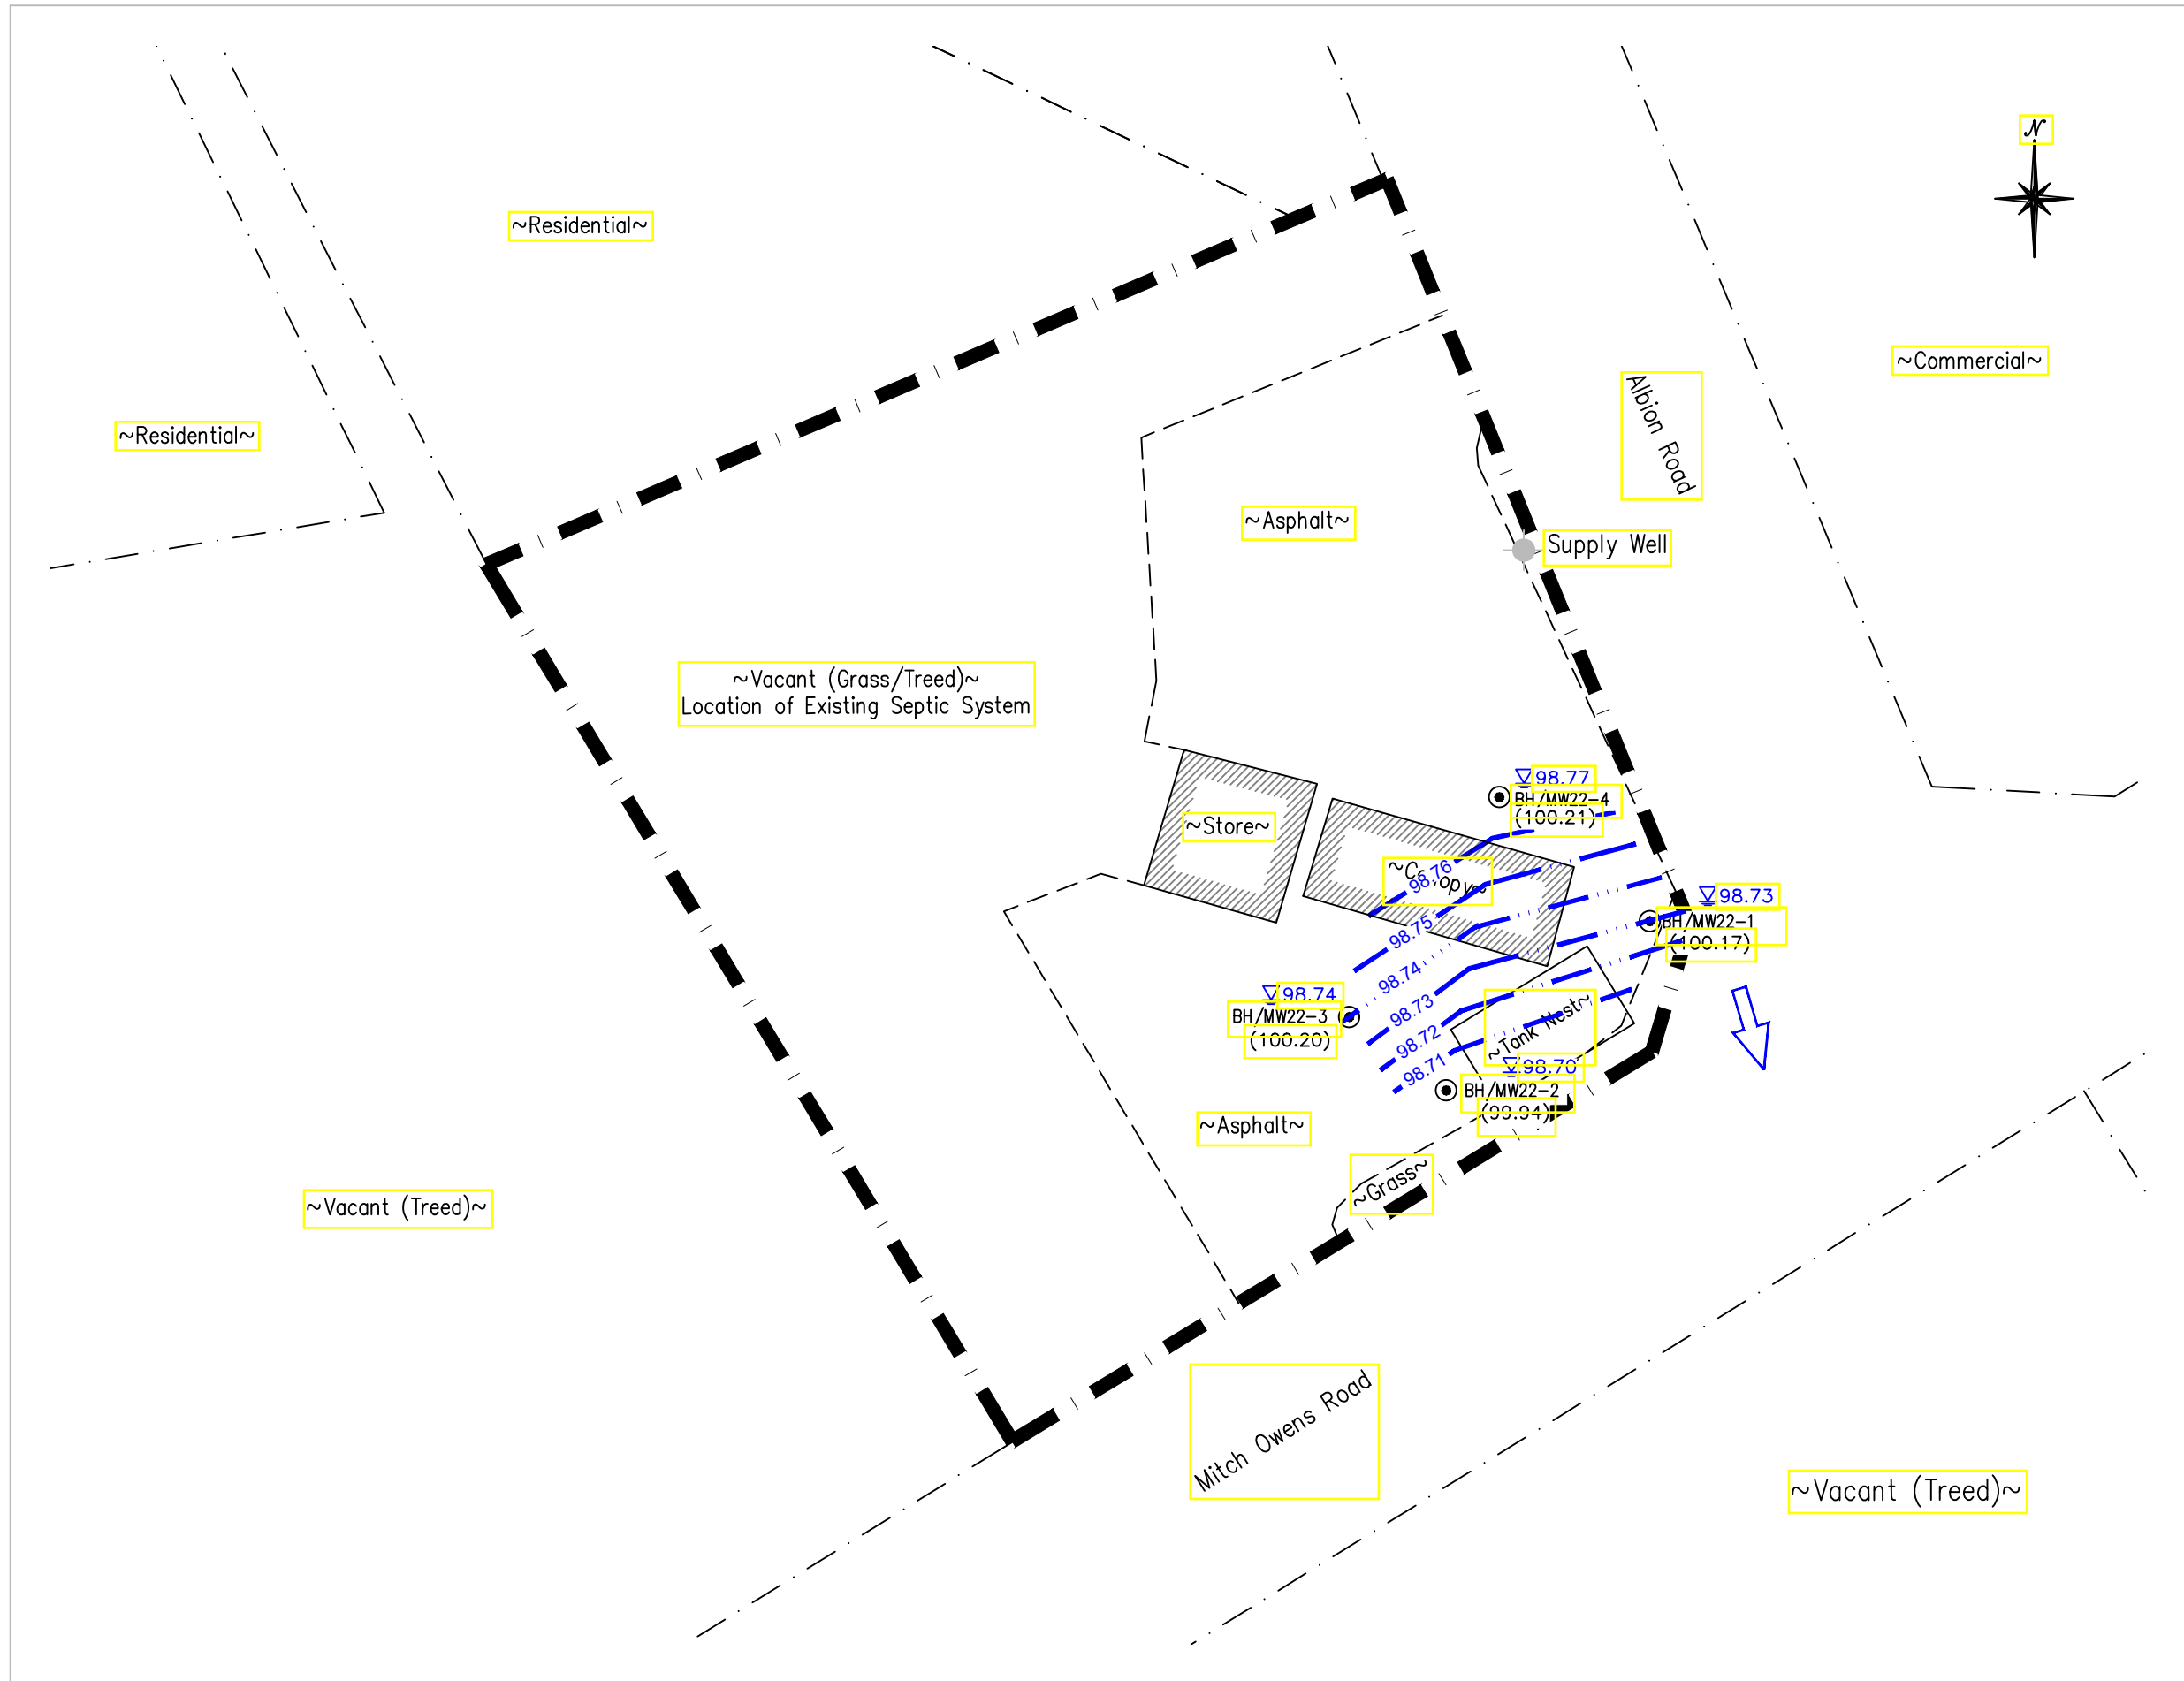 N
~Residential~
~Commercial~
Albion Road
~Residential~
~Asphalt~
Supply Well
~Vacant (Grass/Treed)~
Location of Existing Septic System
98.77
BH/MW22-4
(100.21)
~Store~
~Canopy~
98.76
98.75
98.74
98.73
98.72
98.71
98.73
BH/MW22-1
(100.17)
98.74
BH/MW22-3
(100.20)
~Tank Nest~
98.70
BH/MW22-2
(99.94)
~Asphalt~
~Grass~
~Vacant (Treed)~
Mitch Owens Road
~Vacant (Treed)~